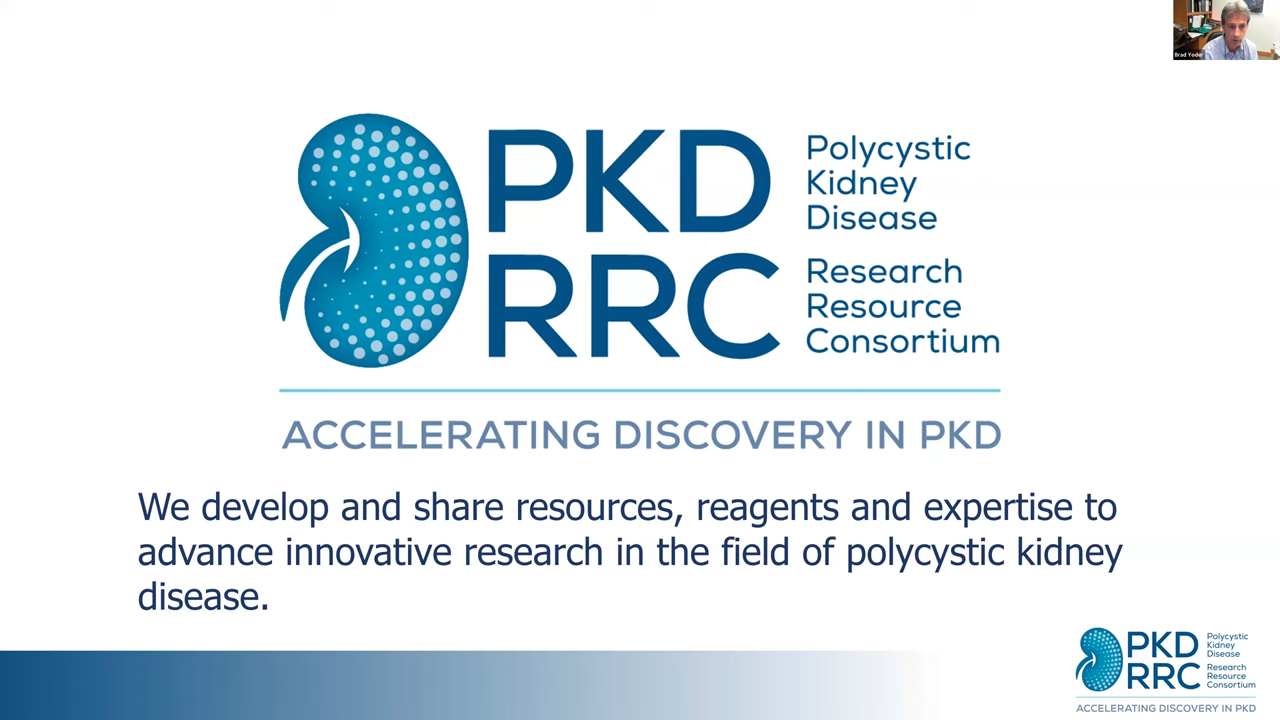 Brad Yoder
PKD
RRC
Polycystic
Kidney
Disease
Research
Resource
Consortium
ACCELERATING DISCOVERY IN PKD
We develop and share resources, reagents and expertise to
advance innovative research in the field of polycystic kidney
disease.
PKD
RRC
Polycystic
Kidney
Disease
Research
Resource
Consortium
ACCELERATING DISCOVERY IN PKD